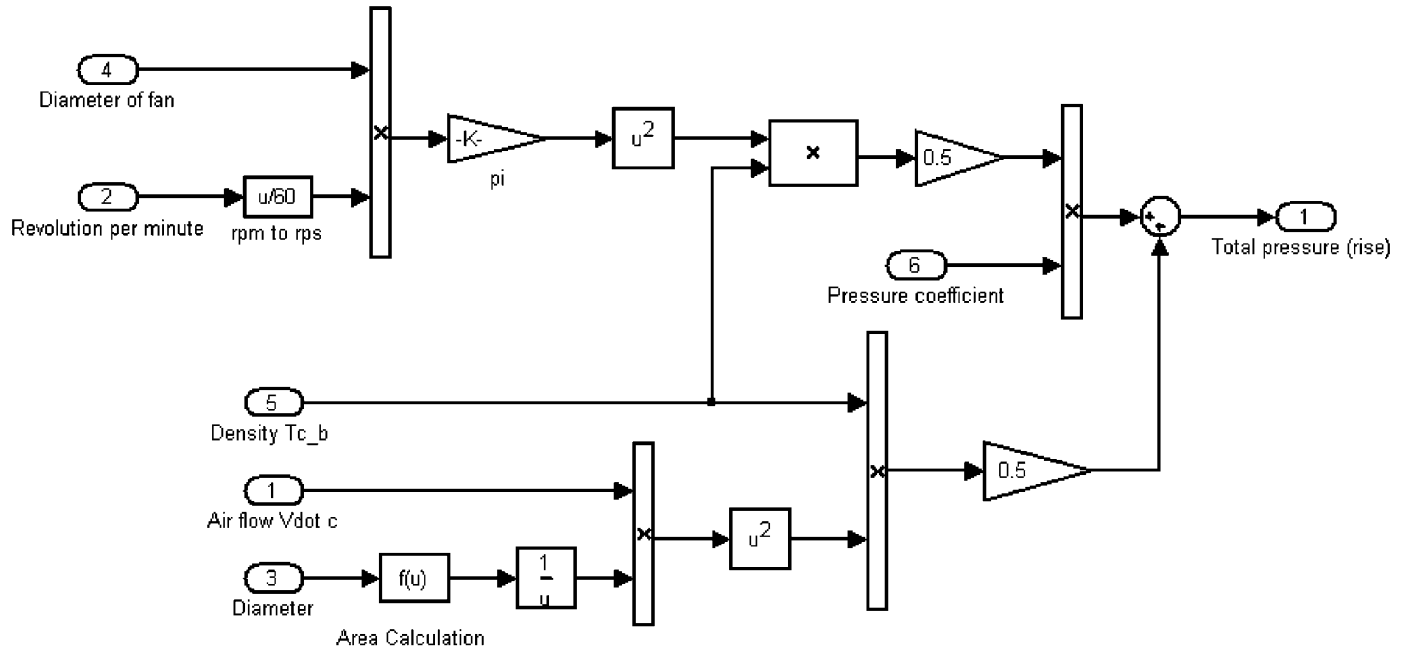 4
Diameter of fan
2
Revolution per minute
u/60
rpm to rps
×
-K-
pi
u2
×
0.5
×
6
Pressure coefficient
+
+
1
Total pressure (rise)
5
Density Tc_b
1
Air flow Vdot c
3
Diameter
f(u)
Area Calculation
1
u
×
u2
×
0.5